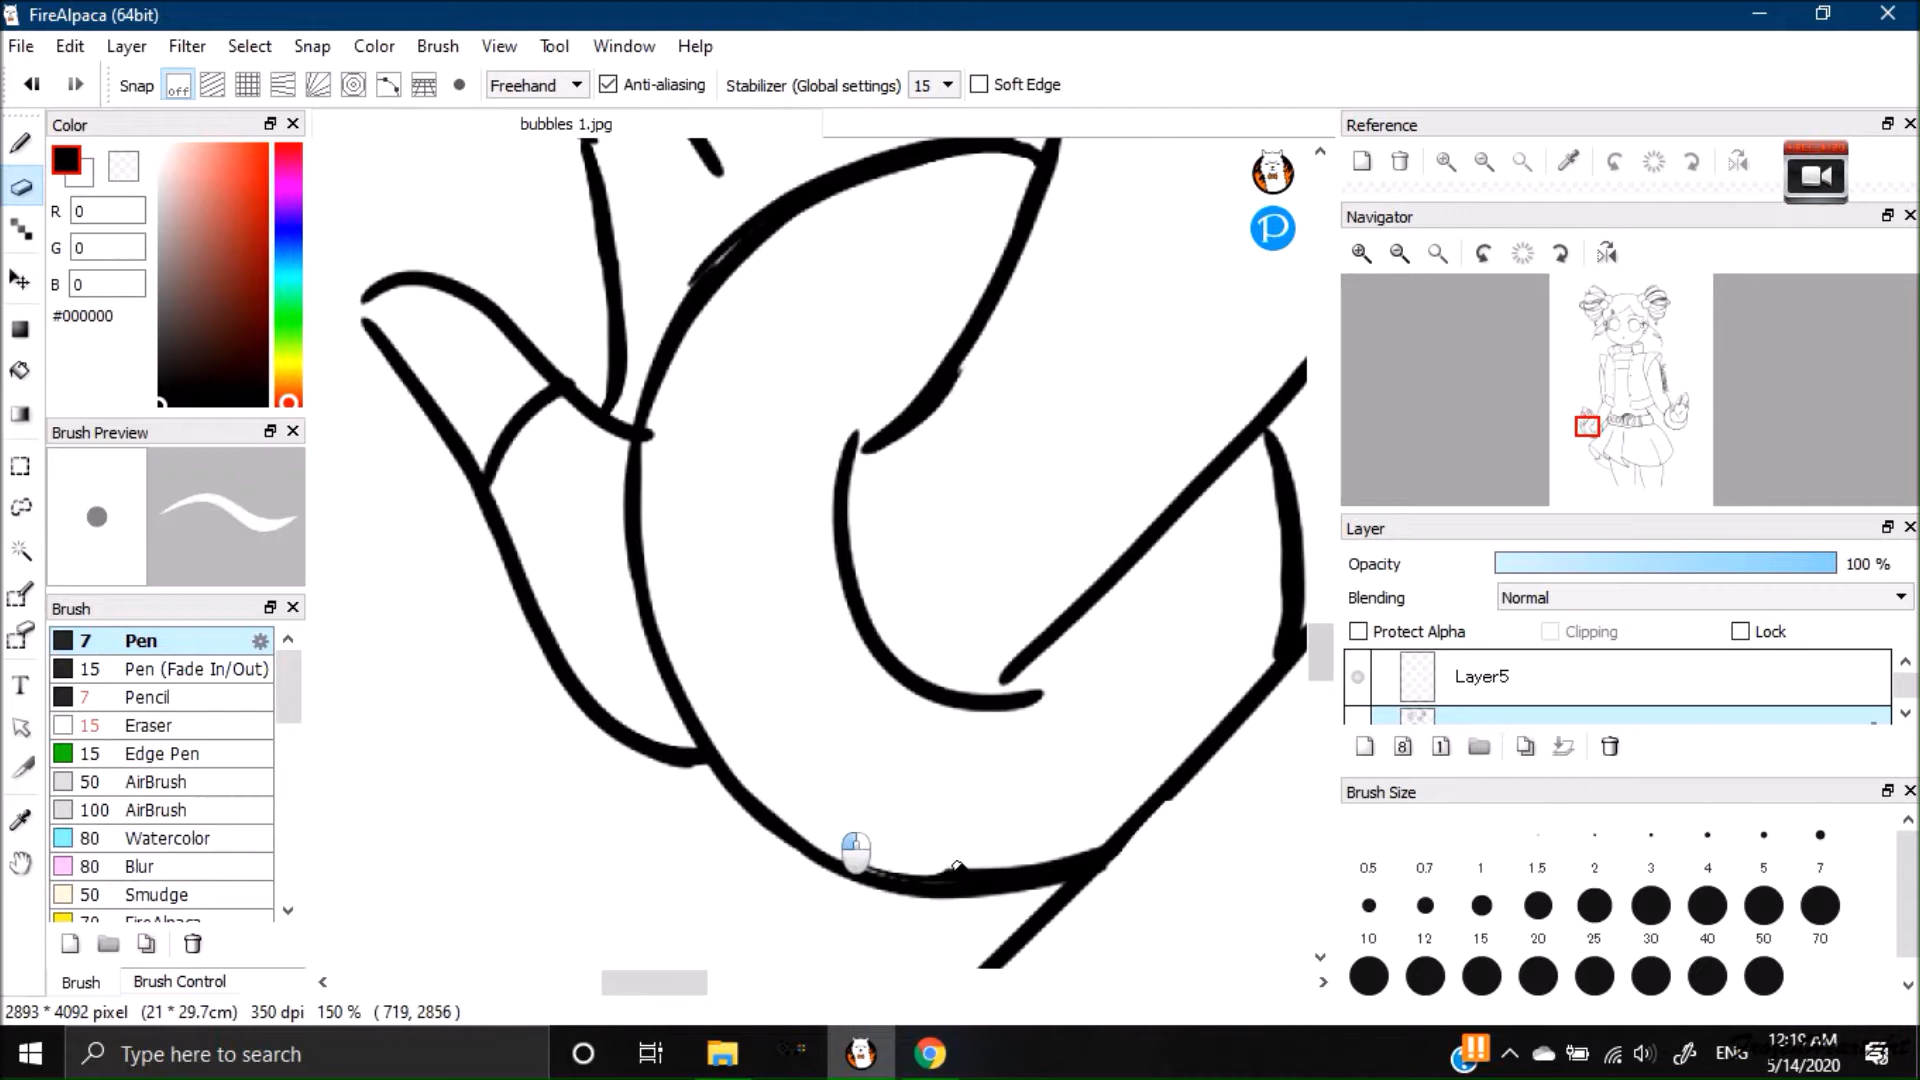 FireAlpaca (64bit)
File Edit Layer Filter Select Snap Color Brush View Tool Window Help
Snap off Freehand Anti-aliasing Stabilizer (Global settings) 15 Soft Edge
Color
bubbles 1.jpg
Reference
R 0
G 0
B 0
#000000
Navigator
Brush Preview
Layer
Opacity 100 %
Blending Normal
Protect Alpha Clipping Lock
Layer5
Brush
7 Pen
15 Pen (Fade In/Out)
7 Pencil
15 Eraser
15 Edge Pen
50 AirBrush
100 AirBrush
80 Watercolor
80 Blur
50 Smudge
70 FireAlpaca
Brush Brush Control
Brush Size
0.5 0.7 1 1.5 2 3 4 5 7
10 12 15 20 25 30 40 50 70
2893 * 4092 pixel (21 * 29.7cm) 350 dpi 150 % ( 719, 2856 )
Type here to search
ENG
12:19 AM
5/14/2020